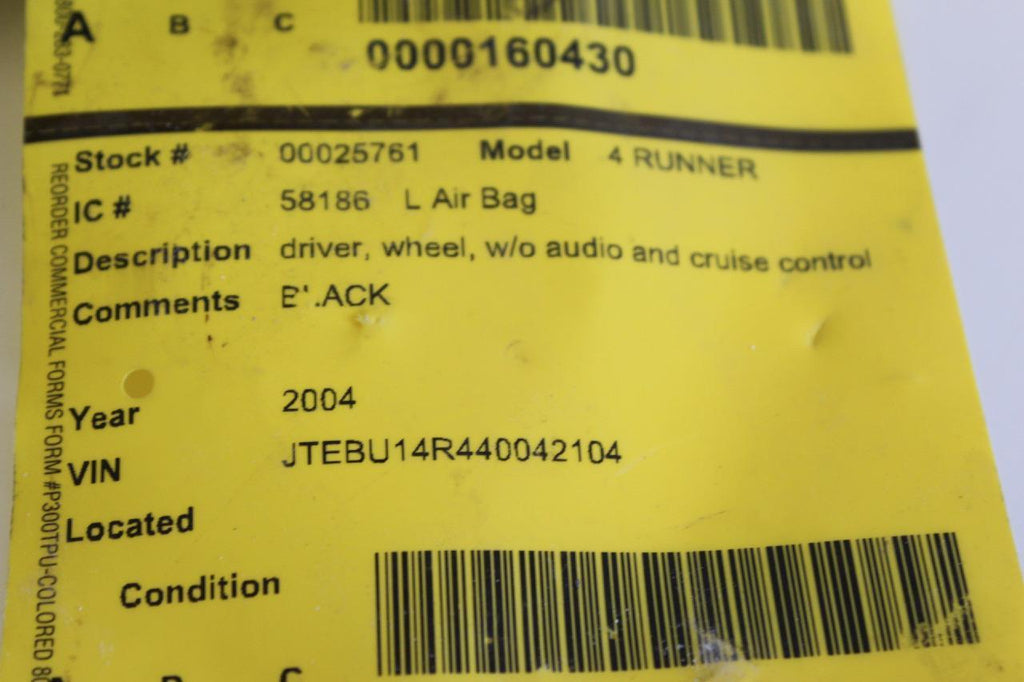 A B C
0000160430
Stock # 00025761 Model 4 RUNNER
IC # 58186 L Air Bag
Description driver, wheel, w/o audio and cruise control
Comments BLACK
Year 2004
VIN JTEBU14R440042104
Located
Condition
C
REORDER COMMERCIAL FORMS FORM #P300TPU-COLORED